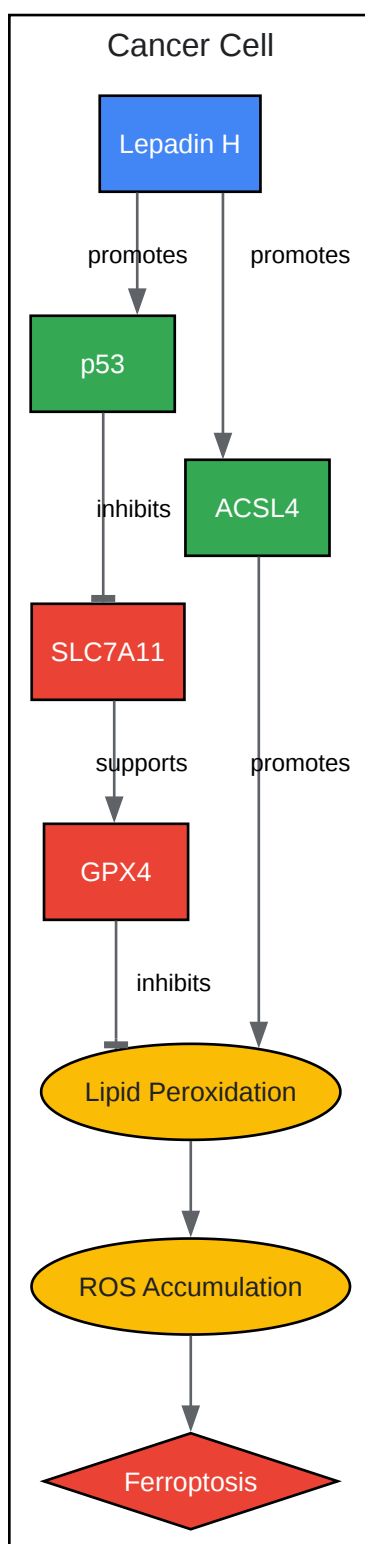 Cancer Cell
Lepadin H
promotes
promotes
p53
inhibits
ACSL4
SLC7A11
supports
promotes
GPX4
inhibits
Lipid Peroxidation
ROS Accumulation
Ferroptosis